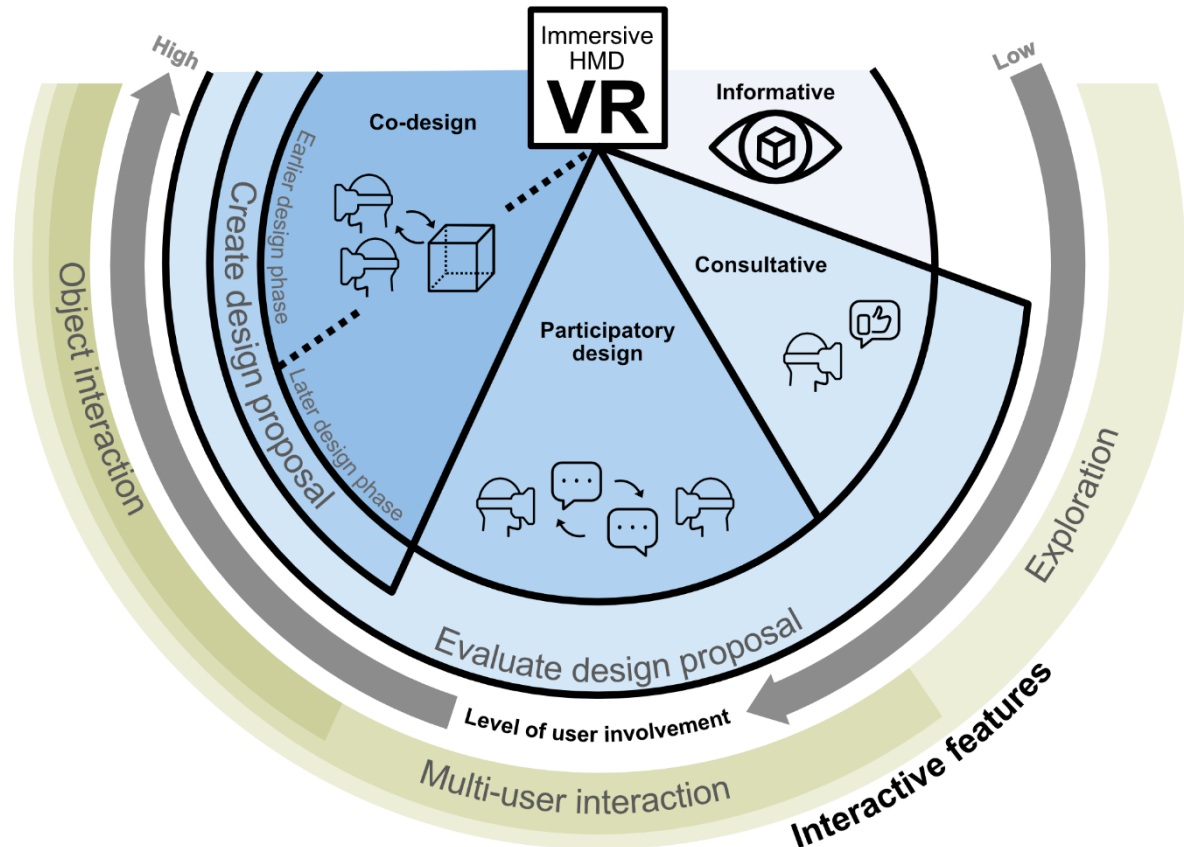 Immersive
HMD
VR
High
Low
Informative
Co-design
Earlier design phase
Create design proposal
Object interaction
Consultative
Participatory
design
Later design phase
Exploration
Evaluate design proposal
Level of user involvement
Multi-user interaction
Interactive features